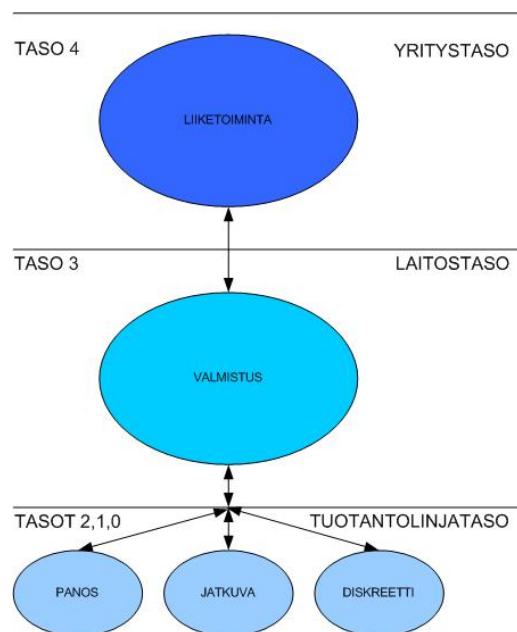 TASO 4 YRITYSTASO
LIIKETOIMINTA
TASO 3 LAITOSTASO
VALMISTUS
TASOT 2,1,0 TUOTANTOLINJATASO
PANOS JATKUVA DISKREETTI